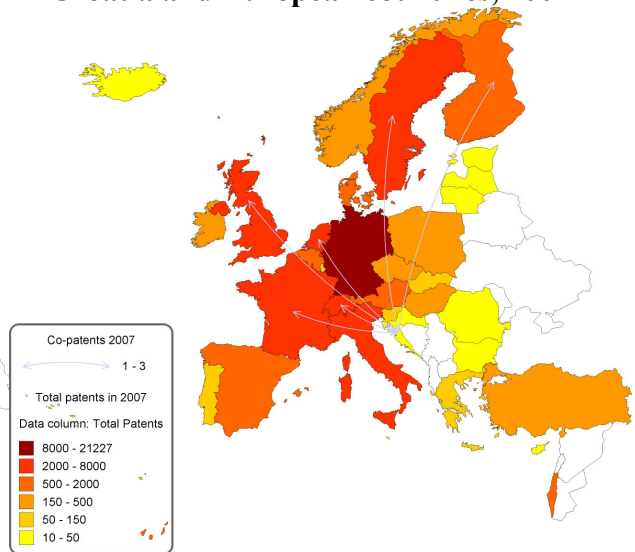 Co-patents 2007
1 - 3
Total patents in 2007
Data column: Total Patents
8000 - 21227
2000 - 8000
500 - 2000
150 - 500
50 - 150
10 - 50